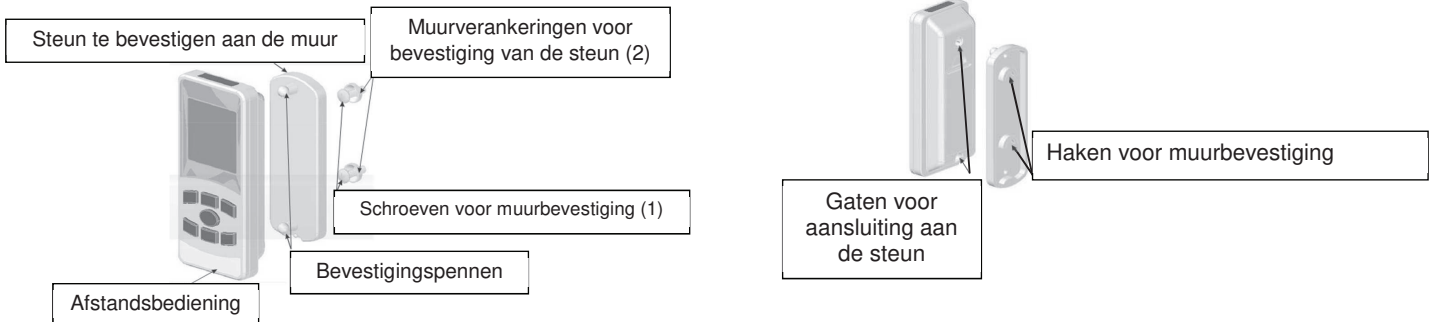 Steun te bevestigen aan de muur
Muurverankeringen voor
bevestiging van de steun (2)
Schroeven voor muurbevestiging (1)
Bevestigingspennen
Afstandsbediening
Haken voor muurbevestiging
Gaten voor
aansluiting aan
de steun